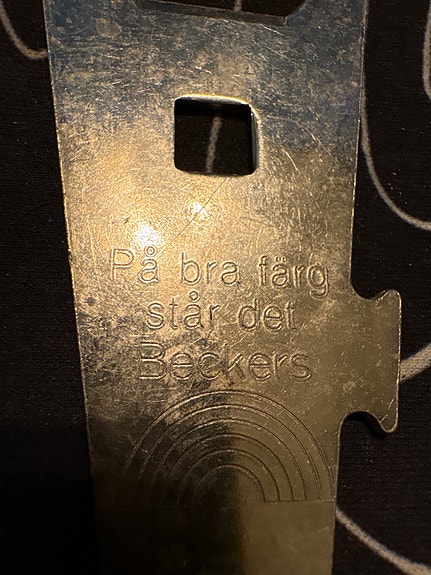 På bra färg
står det
Beckers